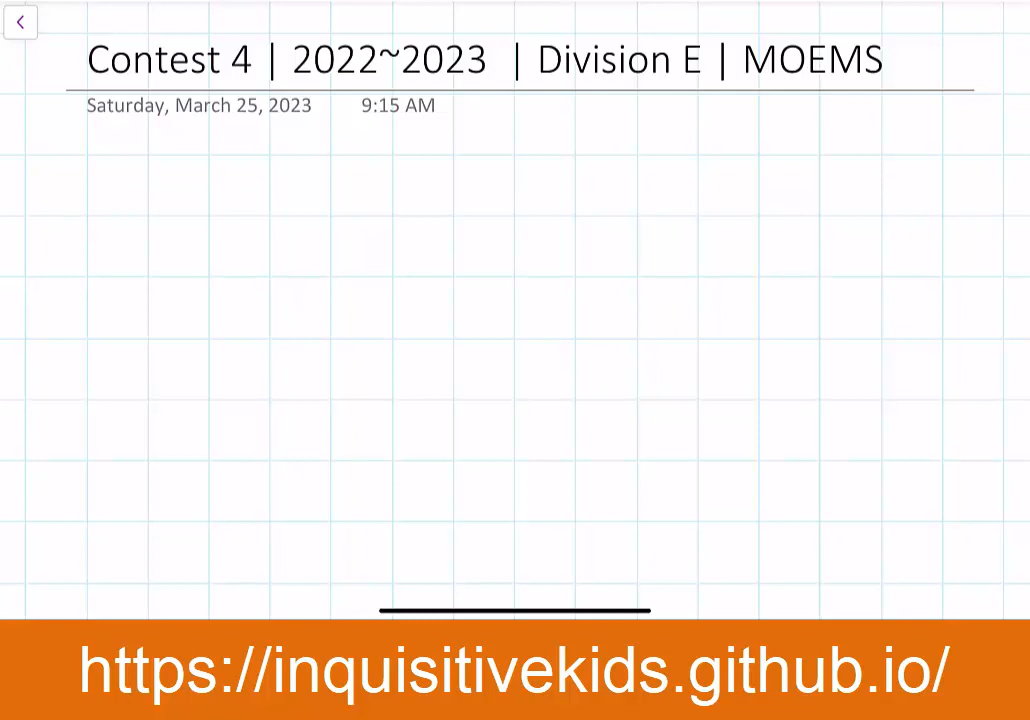 Contest 4 | 2022~2023 | Division E | MOEMS
Saturday, March 25, 2023 9:15 AM
https://inquisitivekids.github.io/